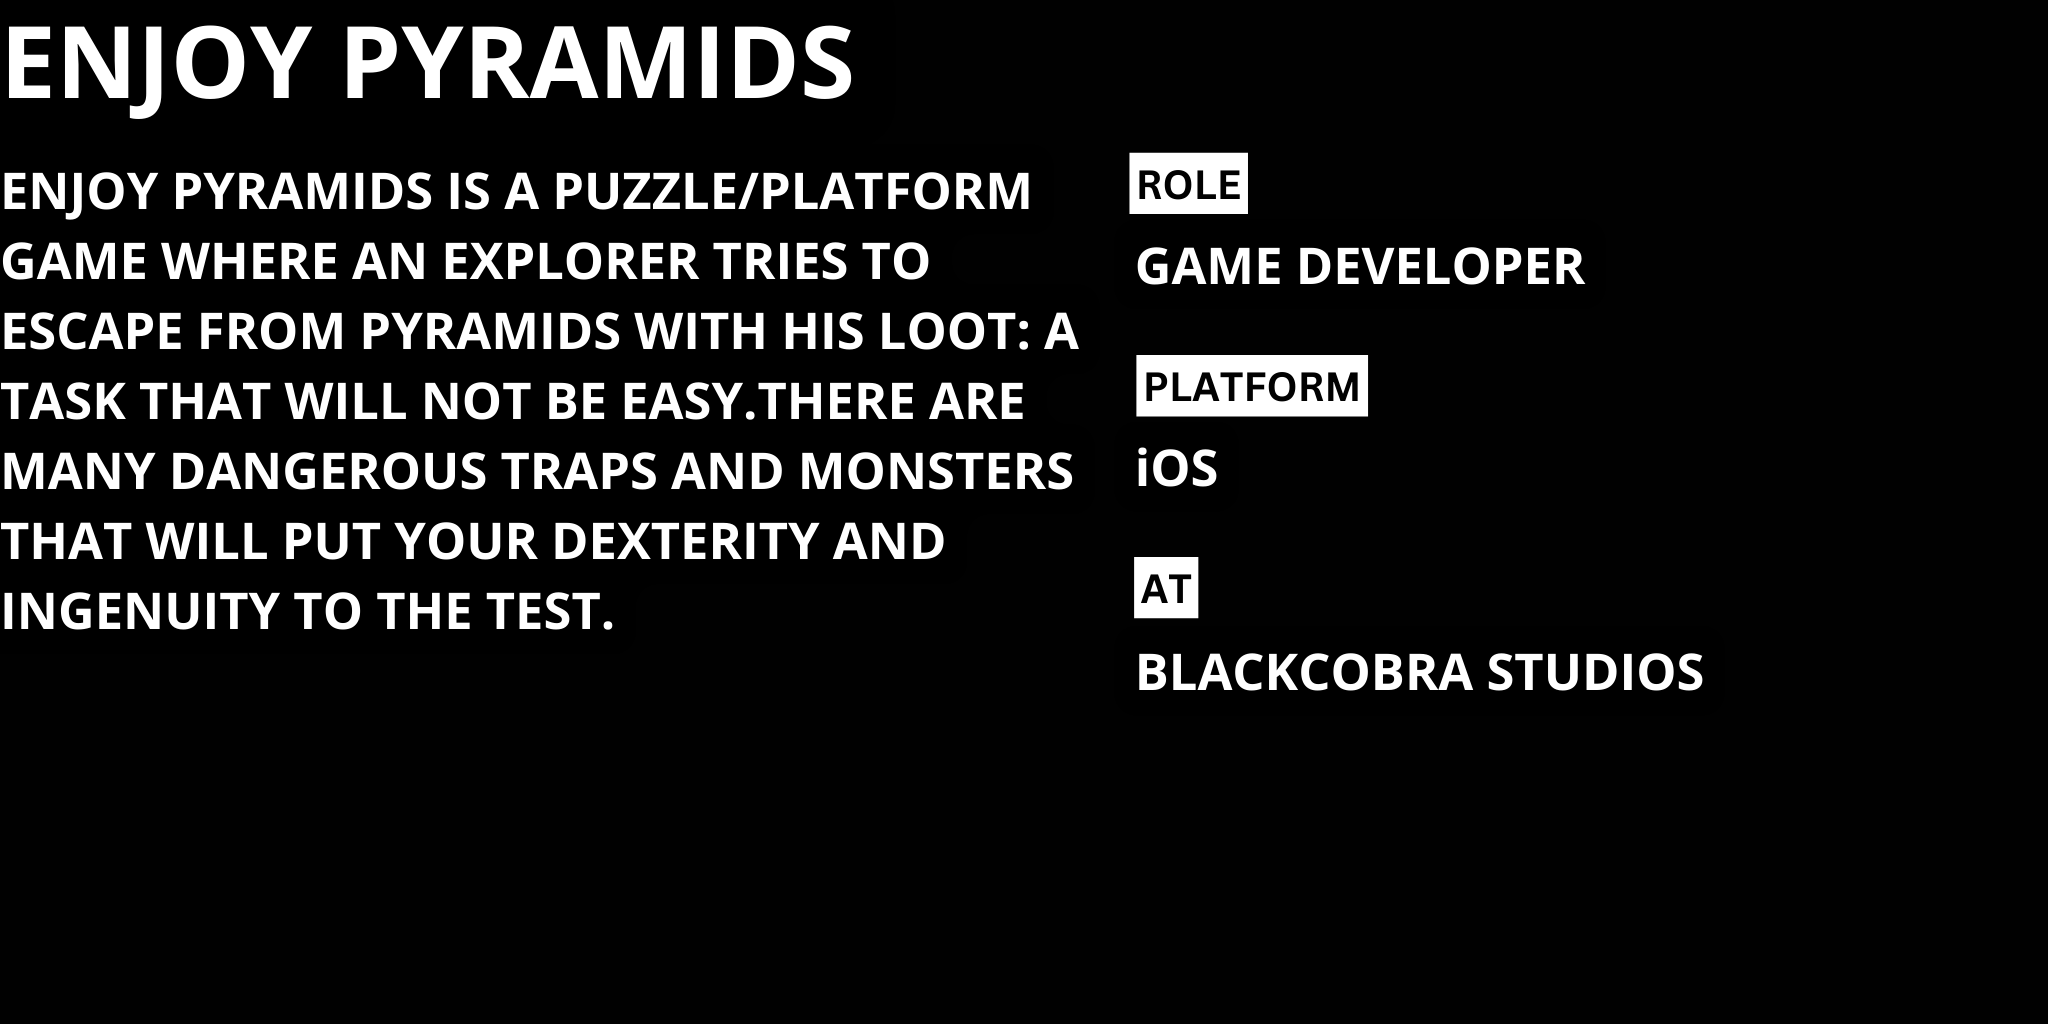 ENJOY PYRAMIDS
ENJOY PYRAMIDS IS A PUZZLE/PLATFORM
GAME WHERE AN EXPLORER TRIES TO
ESCAPE FROM PYRAMIDS WITH HIS LOOT: A
TASK THAT WILL NOT BE EASY.THERE ARE
MANY DANGEROUS TRAPS AND MONSTERS
THAT WILL PUT YOUR DEXTERITY AND
INGENUITY TO THE TEST.
ROLE
GAME DEVELOPER
PLATFORM
iOS
AT
BLACKCOBRA STUDIOS